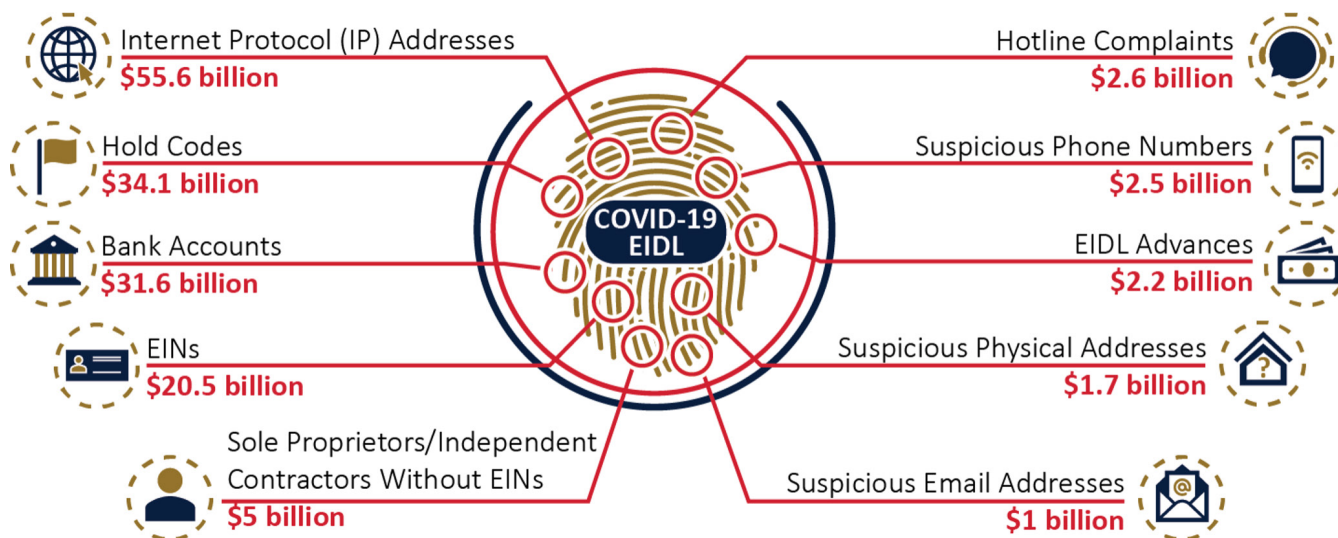 Internet Protocol (IP) Addresses
$55.6 billion
Hold Codes
$34.1 billion
Bank Accounts
$31.6 billion
EINs
$20.5 billion
Sole Proprietors/Independent
Contractors Without EINs
$5 billion
COVID-19
EIDL
Hotline Complaints
$2.6 billion
Suspicious Phone Numbers
$2.5 billion
EIDL Advances
$2.2 billion
Suspicious Physical Addresses
$1.7 billion
?
Suspicious Email Addresses
$1 billion
@